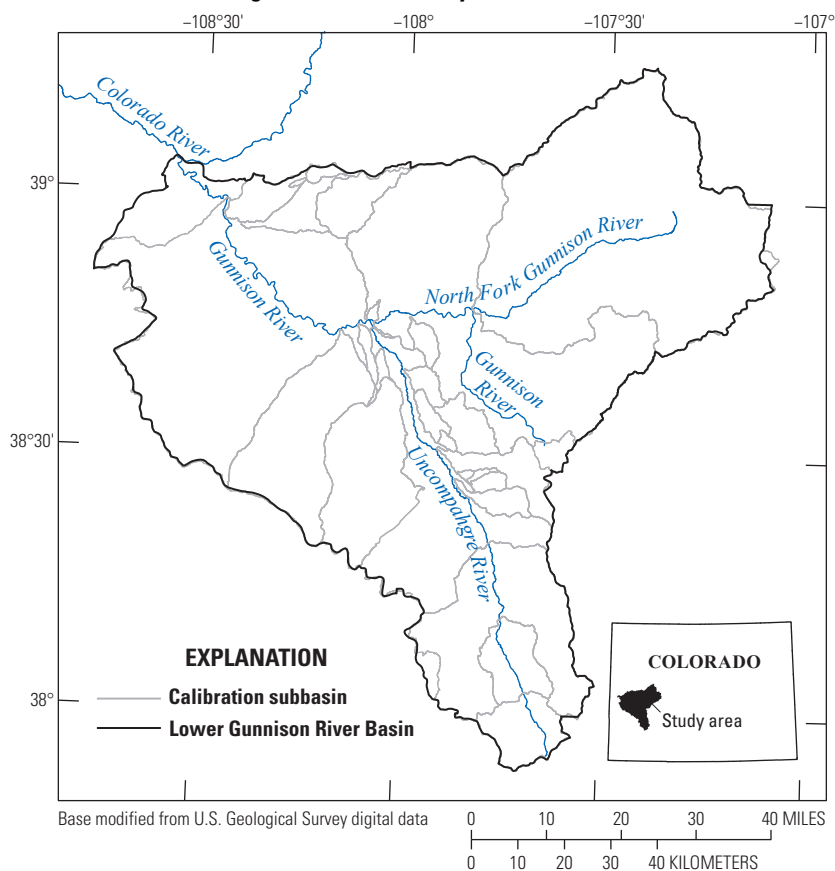 −108°30' −108° −107°30' −107°
Colorado River
39°
Gunnison River
North Fork Gunnison River
Gunnison
River
38°30'
Uncompahgre River
EXPLANATION
Calibration subbasin
Lower Gunnison River Basin
38°
COLORADO
Study area
Base modified from U.S. Geological Survey digital data
0 10 20 30 40 MILES
0 10 20 30 40 KILOMETERS